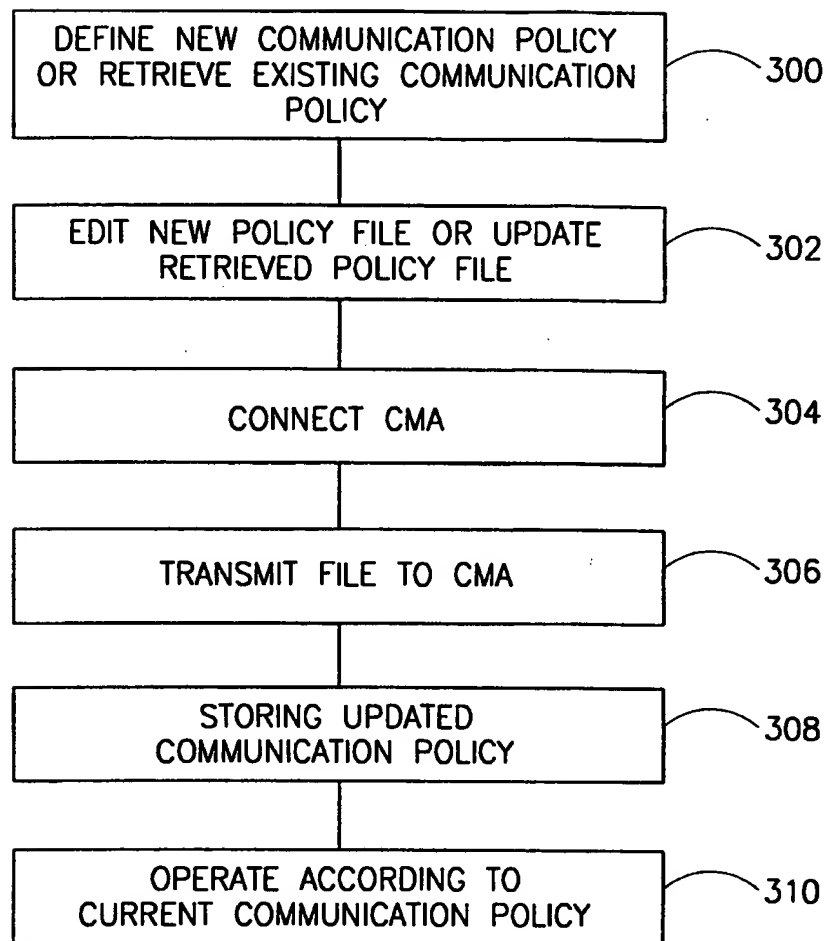 DEFINE NEW COMMUNICATION POLICY
OR RETRIEVE EXISTING COMMUNICATION
POLICY
300
EDIT NEW POLICY FILE OR UPDATE
RETRIEVED POLICY FILE
302
CONNECT CMA
304
TRANSMIT FILE TO CMA
306
STORING UPDATED
COMMUNICATION POLICY
308
OPERATE ACCORDING TO
CURRENT COMMUNICATION POLICY
310